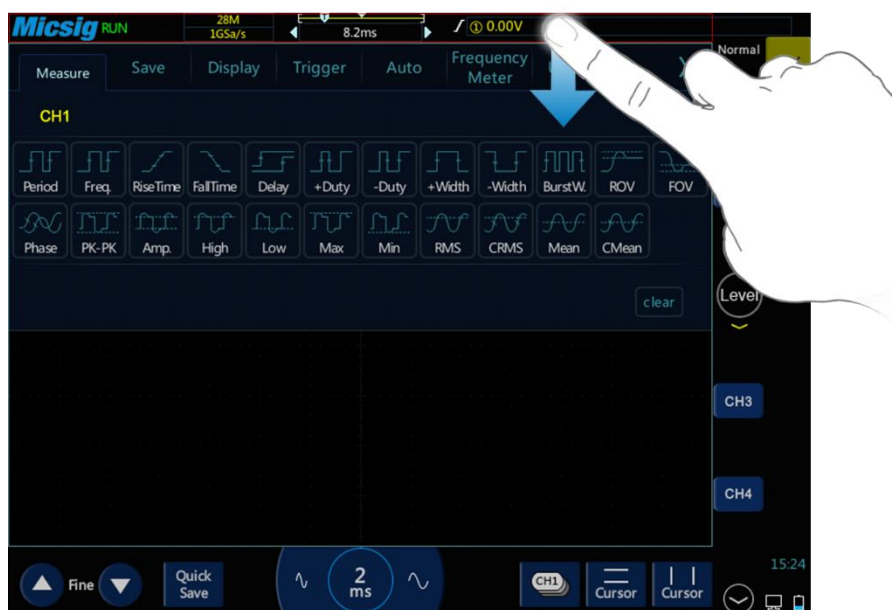 Micsig RUN
28M
1GSa/s
T
8.2ms
① 0.00V
Normal
Measure
Save
Display
Trigger
Auto
Frequency
Meter
CH1
Period
Freq.
RiseTime
FallTime
Delay
+Duty
-Duty
+Width
-Width
BurstW.
ROV
FOV
Phase
PK-PK
Amp.
High
Low
Max
Min
RMS
CRMS
Mean
CMean
clear
Level
CH3
CH4
Fine
Quick
Save
2
ms
CH1
Cursor
Cursor
15:24